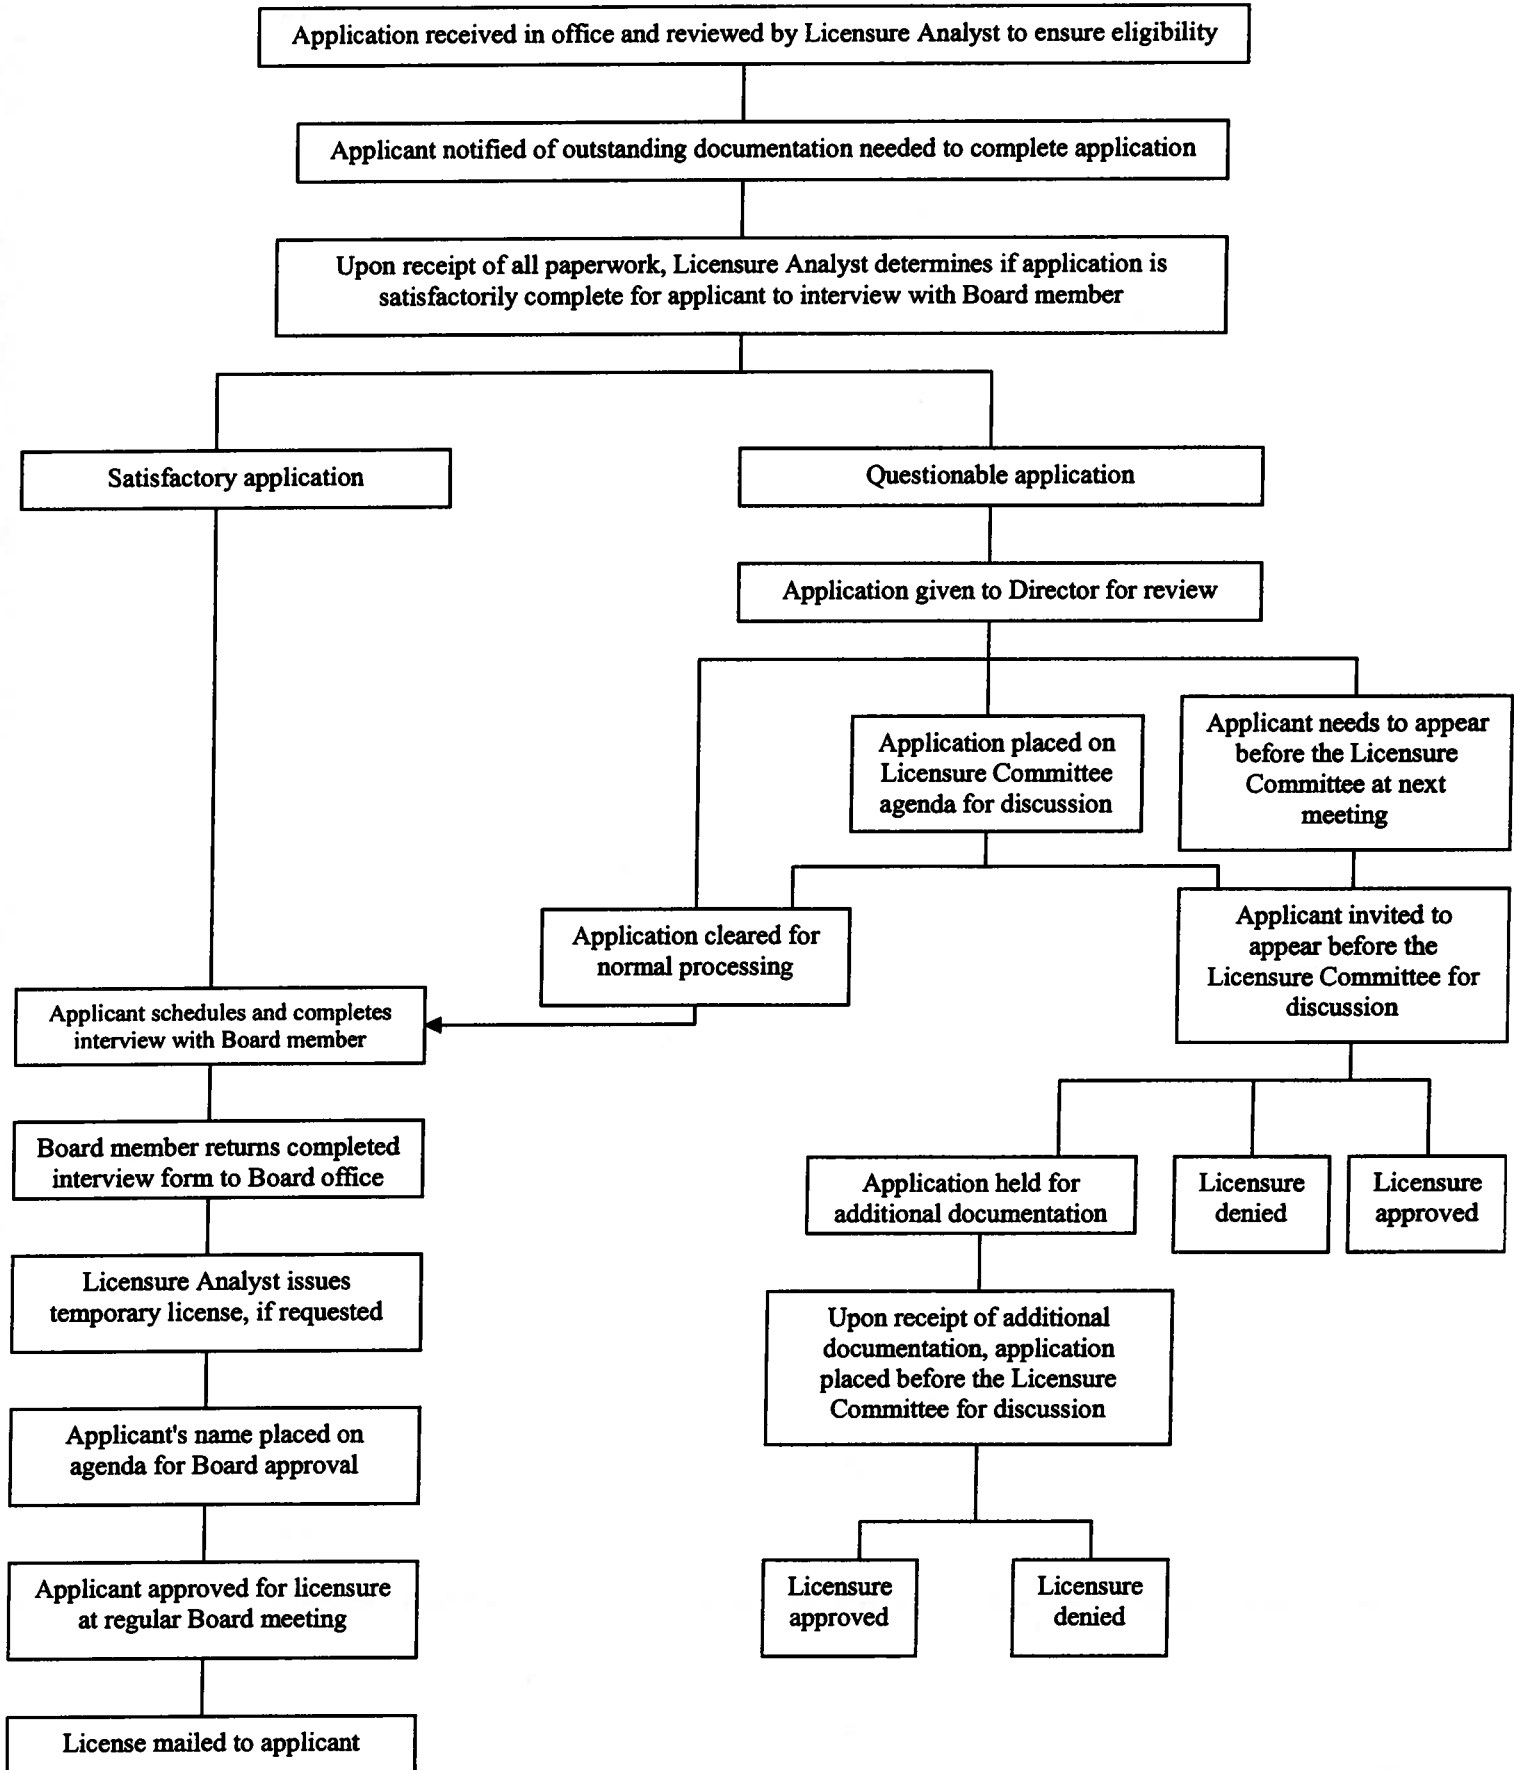 Application received in office and reviewed by Licensure Analyst to ensure eligibility
Applicant notified of outstanding documentation needed to complete application
Upon receipt of all paperwork, Licensure Analyst determines if application is
satisfactorily complete for applicant to interview with Board member
Satisfactory application
Questionable application
Application given to Director for review
Application placed on
Licensure Committee
agenda for discussion
Applicant needs to appear
before the Licensure
Committee at next
meeting
Application cleared for
normal processing
Applicant invited to
appear before the
Licensure Committee for
discussion
Applicant schedules and completes
interview with Board member
Board member returns completed
interview form to Board office
Application held for
additional documentation
Licensure
denied
Licensure
approved
Licensure Analyst issues
temporary license, if requested
Upon receipt of additional
documentation, application
placed before the Licensure
Committee for discussion
Applicant's name placed on
agenda for Board approval
Applicant approved for licensure
at regular Board meeting
Licensure
approved
Licensure
denied
License mailed to applicant